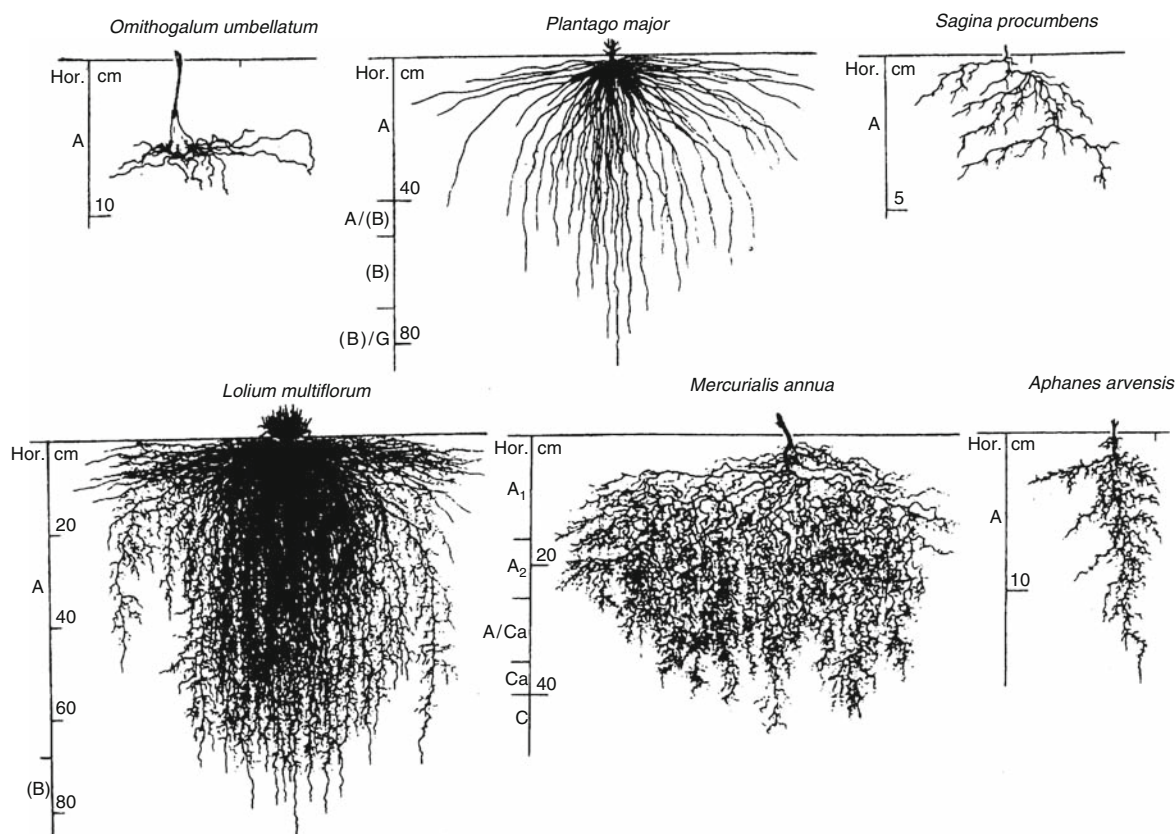 Ornithogalum umbellatum
Hor. cm
A
10
Plantago major
Hor. cm
A
40
A/(B)
(B)
(B)/G
80
Sagina procumbens
Hor. cm
A
5
Lolium multiflorum
Hor. cm
20
A
40
60
(B)
80
Mercurialis annua
Hor. cm
A1
20
A2
A/Ca
Ca
40
C
Aphanes arvensis
Hor. cm
A
10